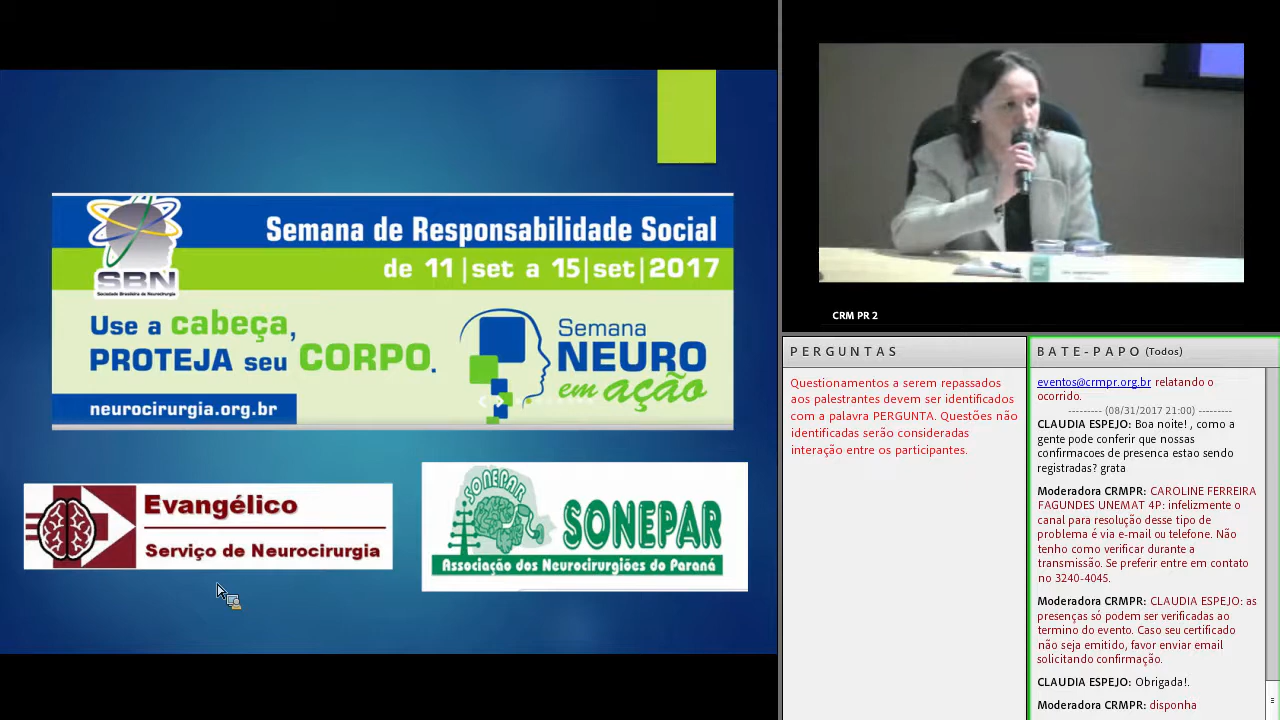 Semana de Responsabilidade Social
de 11|set a 15|set|2017
SBN
Sociedade Brasileira de Neurocirurgia
Use a cabeça,
PROTEJA seu CORPO.
Semana
NEURO
em ação
neurocirurgia.org.br
Evangélico
Serviço de Neurocirurgia
SONEPAR
SONEPAR
Associação dos Neurocirurgiões do Paraná
CRM PR 2
PERGUNTAS
Questionamentos a serem repassados
aos palestrantes devem ser identificados
com a palavra PERGUNTA. Questões não
identificadas serão consideradas
interação entre os participantes.
BATE-PAPO (Todos)
eventos@crmpr.org.br relatando o
ocorrido.
--------- (08/31/2017 21:00) ---------
CLAUDIA ESPEJO: Boa noite! , como a
gente pode conferir que nossas
confirmacoes de presenca estao sendo
registradas? grata
Moderadora CRMPR: CAROLINE FERREIRA
FAGUNDES UNEMAT 4P: infelizmente o
canal para resolução desse tipo de
problema é via e-mail ou telefone. Não
tenho como verificar durante a
transmissão. Se preferir entre em contato
no 3240-4045.
Moderadora CRMPR: CLAUDIA ESPEJO: as
presenças só podem ser verificadas ao
termino do evento. Caso seu certificado
não seja emitido, favor enviar email
solicitando confirmação.
CLAUDIA ESPEJO: Obrigada!.
Moderadora CRMPR: disponha